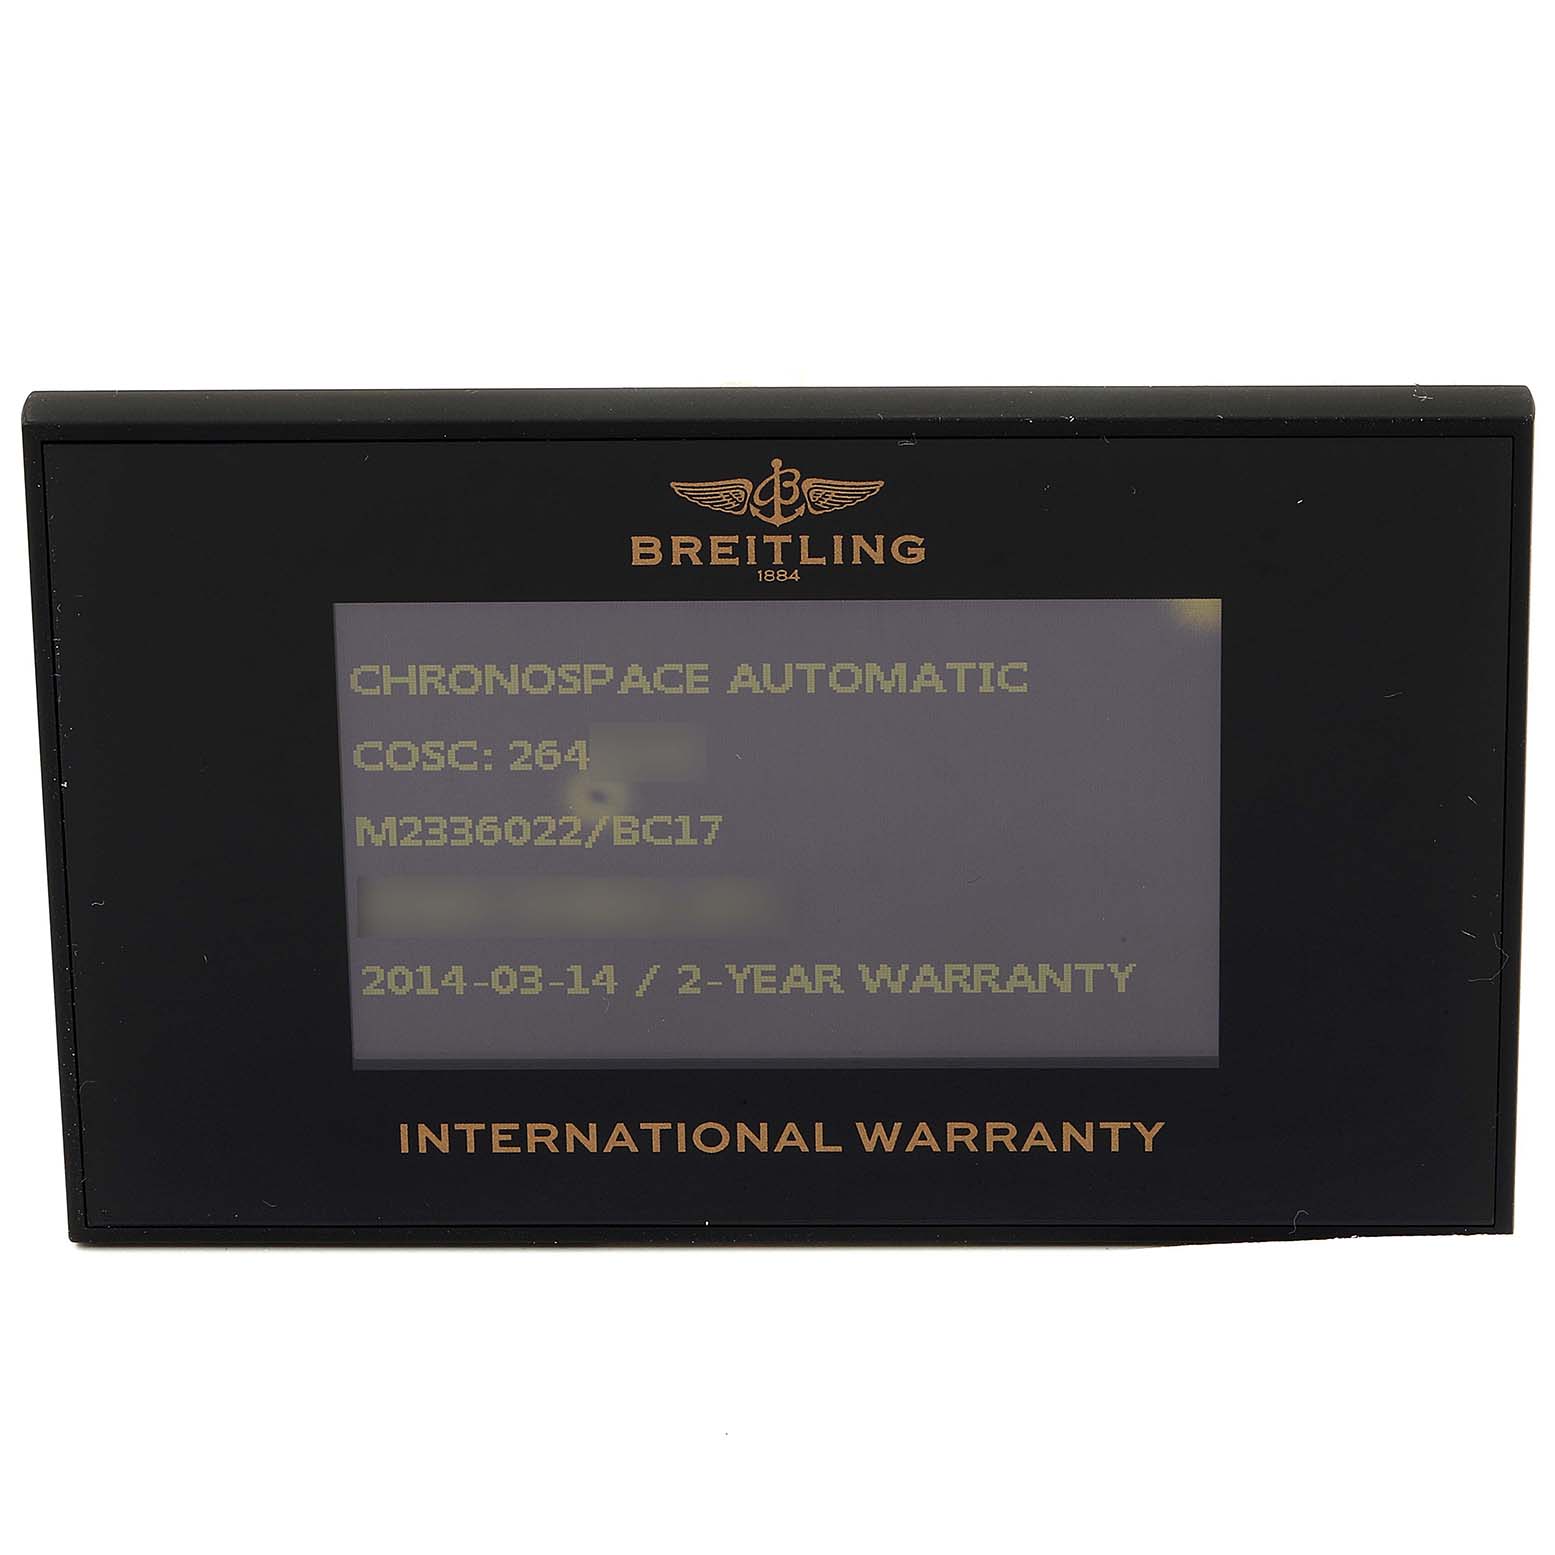 BREITLING
1884
CHRONOSPACE AUTOMATIC
COSC: 264
M2336022/BC17
2014-03-14 / 2-YEAR WARRANTY
INTERNATIONAL WARRANTY